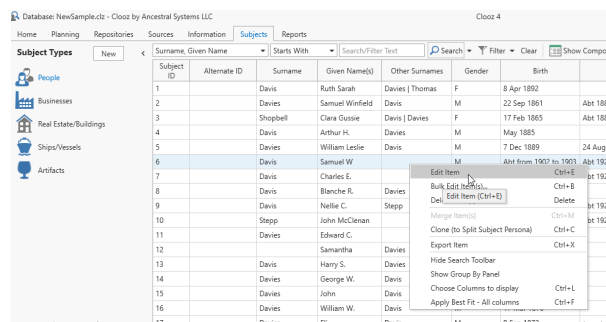 Database: NewSample.clz - Clooz by Ancestral Systems LLC Clooz 4
Home Planning Repositories Sources Information Subjects Reports
Subject Types New Surname, Given Name Starts With Search/Filter Text Search Filter Clear Show Compo
Subject ID Alternate ID Surname Given Name(s) Other Surnames Gender Birth
People
Businesses
Real Estate/Buildings
Ships/Vessels
Artifacts
1 Davis Ruth Sarah Davies | Thomas F 8 Apr 1892
2 Davies Samuel Winfield Davis M 22 Sep 1861 Abt 188
3 Shopbell Clara Gussie Davis | Davies F 17 Feb 1865 Abt 188
4 Davis Arthur H. Davies M May 1885
5 Davies William Leslie Davis M 7 Dec 1889 24 Aug
6 Davis Samuel W M Abt from 1902 to 1903 Abt 192
7 Davis Charles E. bt 192
8 Davis Blanche R. Davies
9 Davis Nellie C. Stepp bt 192
10 Stepp John McClenan bt 192
11 Davies Edward C.
12 Samantha Davies
13 Davis Harry S. Davies
14 Davis George W. Davis
15 Davis John Davies
16 Davies William W. Davis
Edit Item Ctrl+E
Bulk Edit Item(s)... Ctrl+B
Edit Item (Ctrl+E)
Delete
Merge Item(s) Ctrl+M
Clone (to Split Subject Persona) Ctrl+C
Export Item Ctrl+X
Hide Search Toolbar
Show Group By Panel
Choose Columns to display Ctrl+L
Apply Best Fit - All columns Ctrl+F